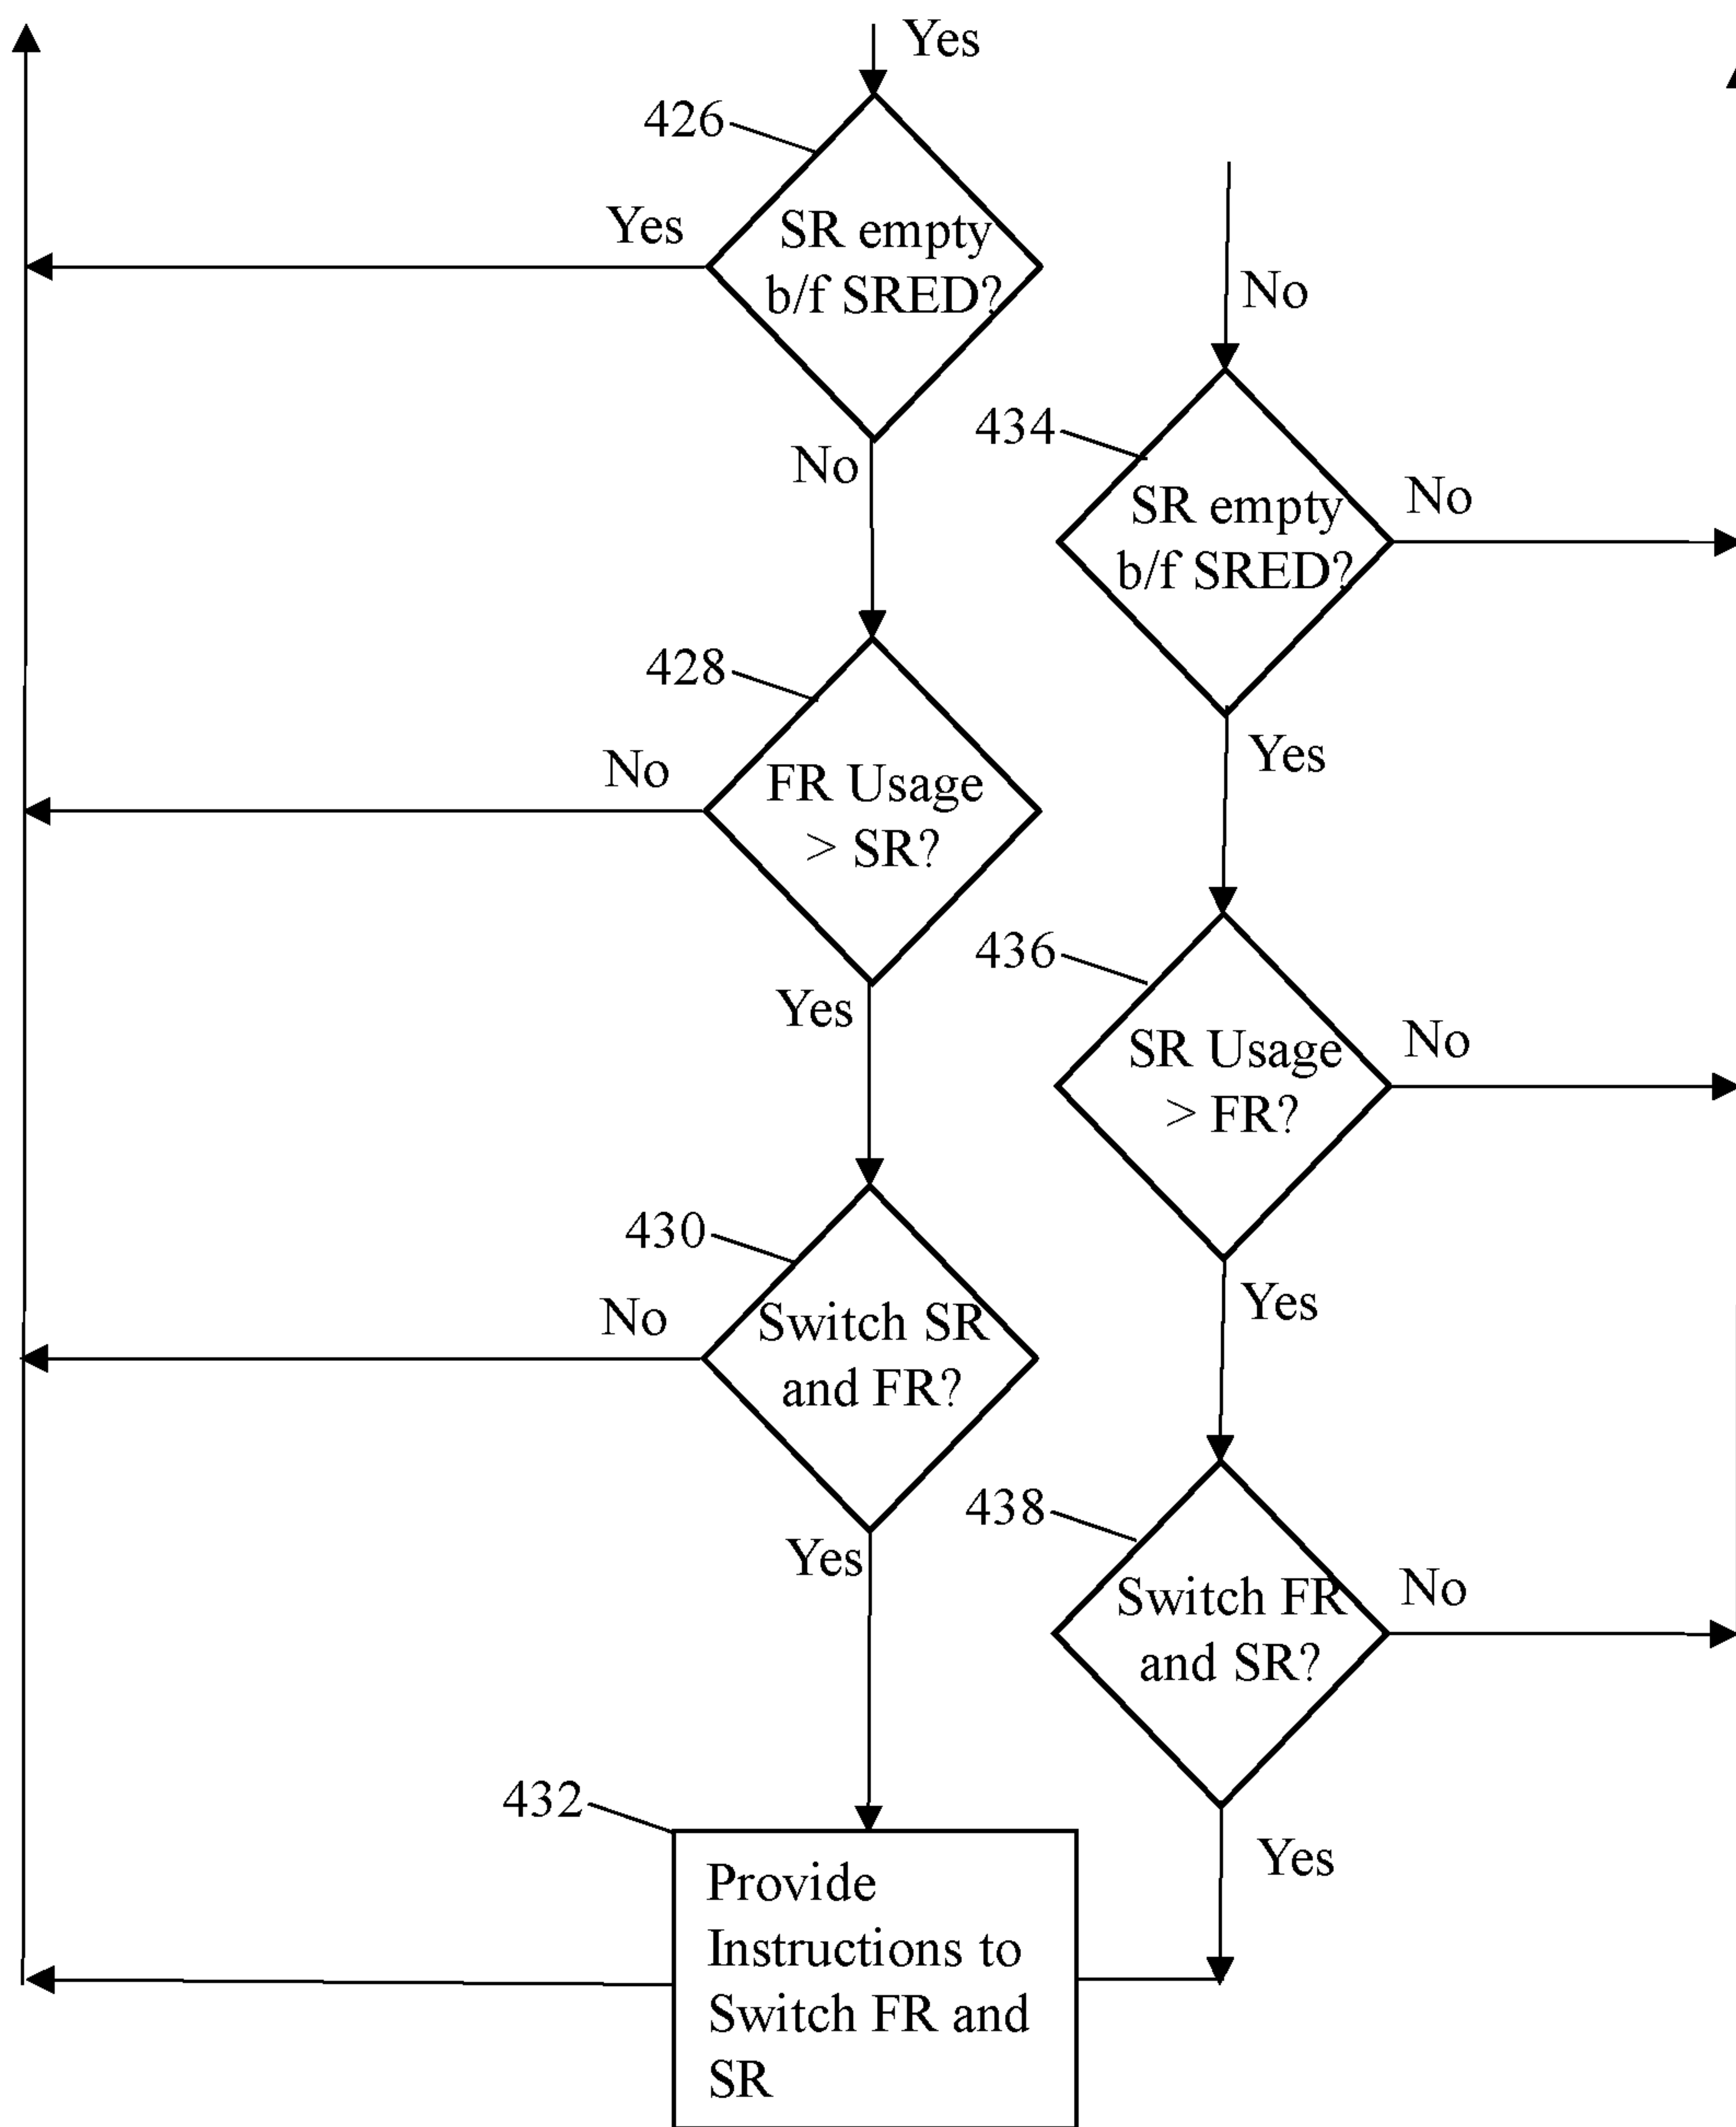 Yes
426
Yes
SR empty
b/f SRED?
No
No
434
No
SR empty
b/f SRED?
428
Yes
No
FR Usage
> SR?
436
Yes
No
SR Usage
> FR?
430
Yes
No
Switch SR
and FR?
438
Yes
No
Switch FR
and SR?
432
Yes
Provide
Instructions to
Switch FR and
SR